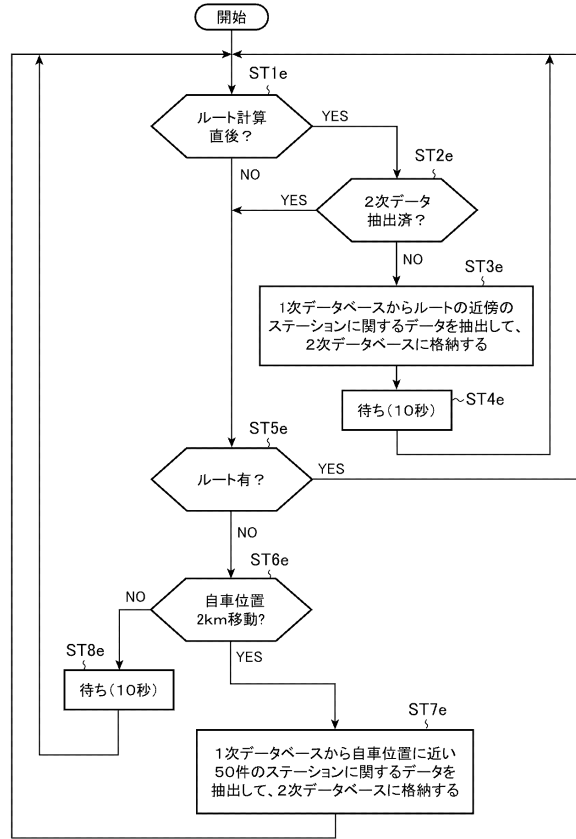 開始
ST1e
ルート計算
直後？
YES
NO
ST2e
２次データ
抽出済？
YES
NO
ST3e
１次データベースからルートの近傍の
ステーションに関するデータを抽出して、
２次データベースに格納する
ST4e
待ち（１０秒）
ST5e
ルート有？
YES
NO
ST6e
自車位置
２ｋｍ移動？
NO
YES
ST8e
待ち（１０秒）
ST7e
１次データベースから自車位置に近い
５０件のステーションに関するデータを
抽出して、２次データベースに格納する